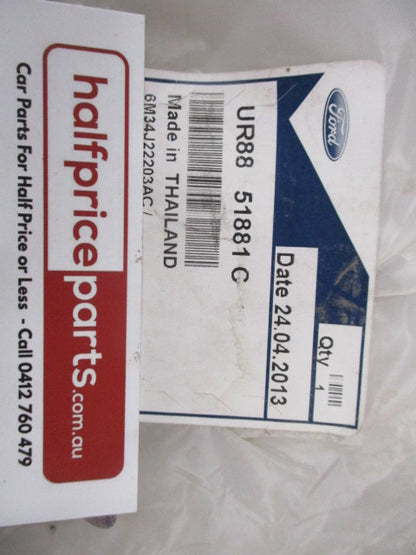 Ford
Qty 1
Date 24.04.2013
UR88 51881 C
Made in THAILAND
6M34J22203AC /
halfpriceparts.com.au
Car Parts For Half Price or Less - Call 0412 760 479